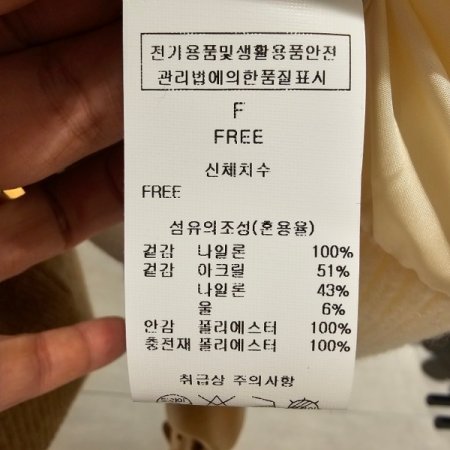 전기용품및생활용품안전
관리법에의한품질표시
F
FREE
신체치수
FREE
섬유의조성(혼용율)
겉감 나일론 100%
겉감 아크릴 51%
나일론 43%
울 6%
안감 폴리에스터 100%
충전재 폴리에스터 100%
취급상 주의사항
드라이